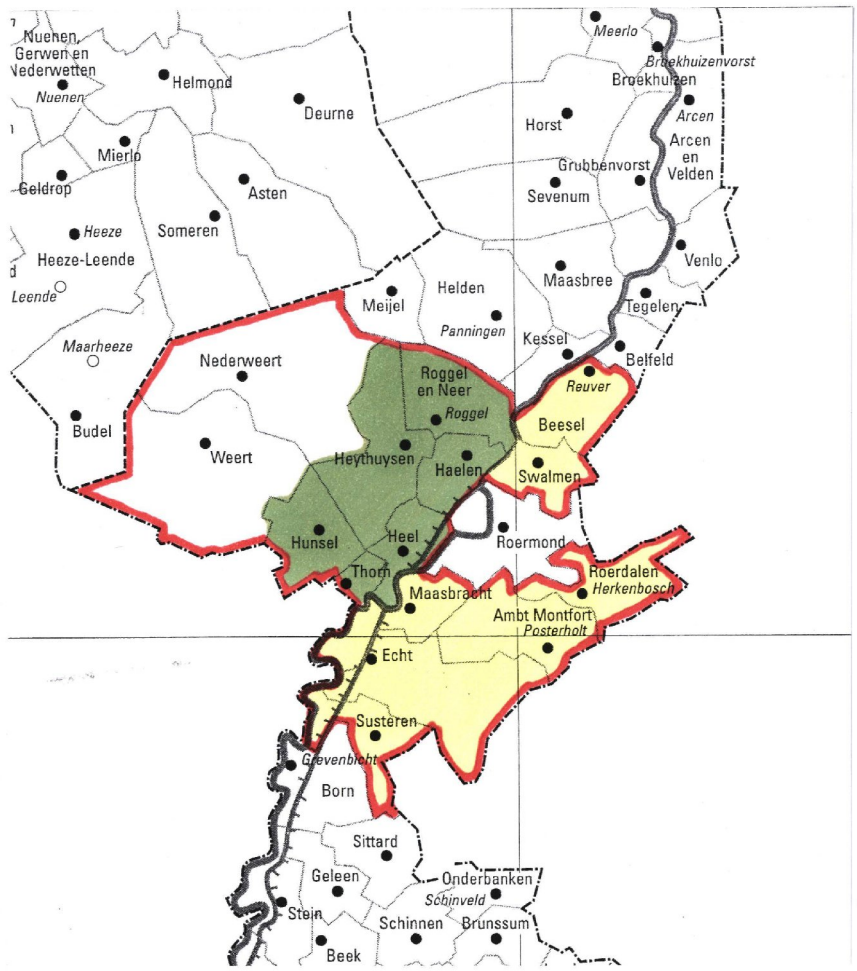 Meerlo
Nuenen,
Gerwen en
Nederwetten
Nuenen
Helmond
Deurne
Broekhuizenvorst
Broekhuizen
Arcen
Arcen
en
Velden
Horst
Mierlo
Geldrop
Asten
Someren
Grubbenvorst
Sevenum
Heeze
Heeze-Leende
Leende
Venlo
Maasbree
Meijel
Helden
Panningen
Tegelen
Maarheeze
Kessel
Belfeld
Nederweert
Roggel
en Neer
Roggel
Reuver
Beesel
Budel
Weert
Heythuysen
Haelen
Swalmen
Hunsel
Heel
Roermond
Thorn
Maasbracht
Roerdalen
Herkenbosch
Ambt Montfort
Posterholt
Echt
Susteren
Grevenbicht
Born
Sittard
Geleen
Onderbanken
Schinveld
Stein
Schinnen
Brunssum
Beek